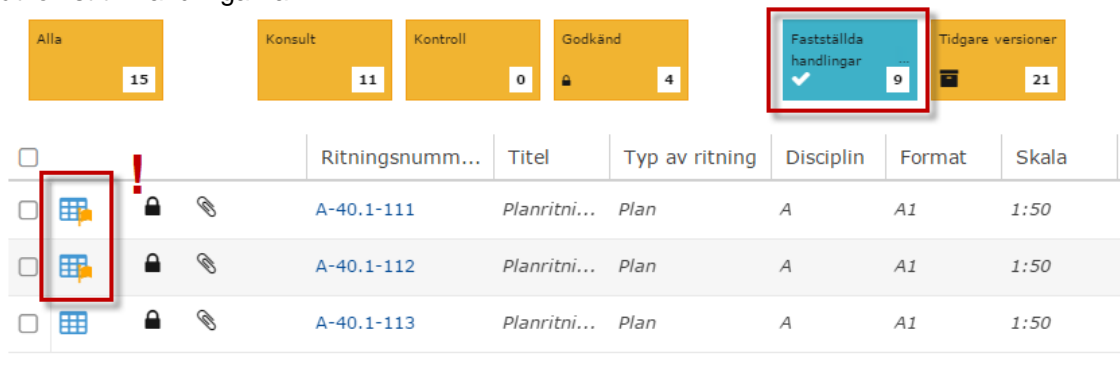 Alla
15
Konsult
11
Kontroll
0
Godkänd
4
Fastställda
handlingar ...
9
Tidgare versioner
21
!
Ritningsnumm... Titel Typ av ritning Disciplin Format Skala
A-40.1-111 Planritni... Plan A A1 1:50
A-40.1-112 Planritni... Plan A A1 1:50
A-40.1-113 Planritni... Plan A A1 1:50